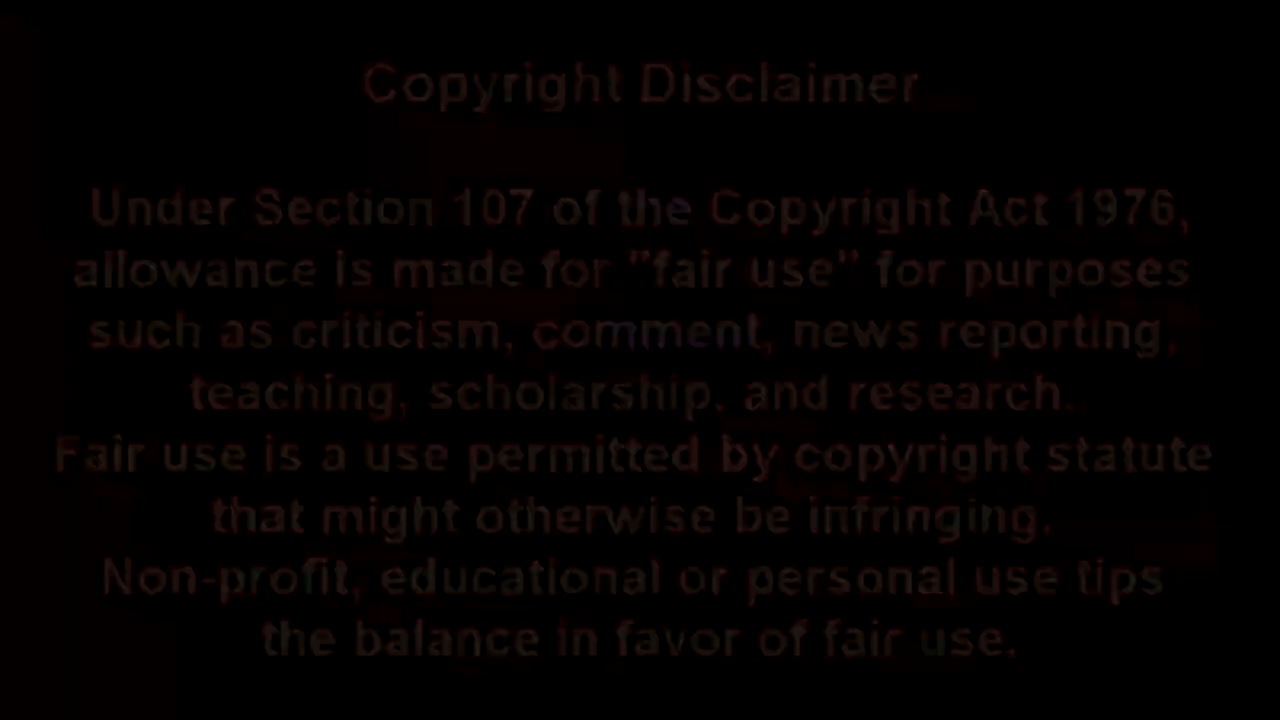 Copyright Disclaimer
Under Section 107 of the Copyright Act 1976,
allowance is made for "fair use" for purposes
such as criticism, comment, news reporting,
teaching, scholarship, and research.
Fair use is a use permitted by copyright statute
that might otherwise be infringing.
Non-profit, educational or personal use tips
the balance in favor of fair use.